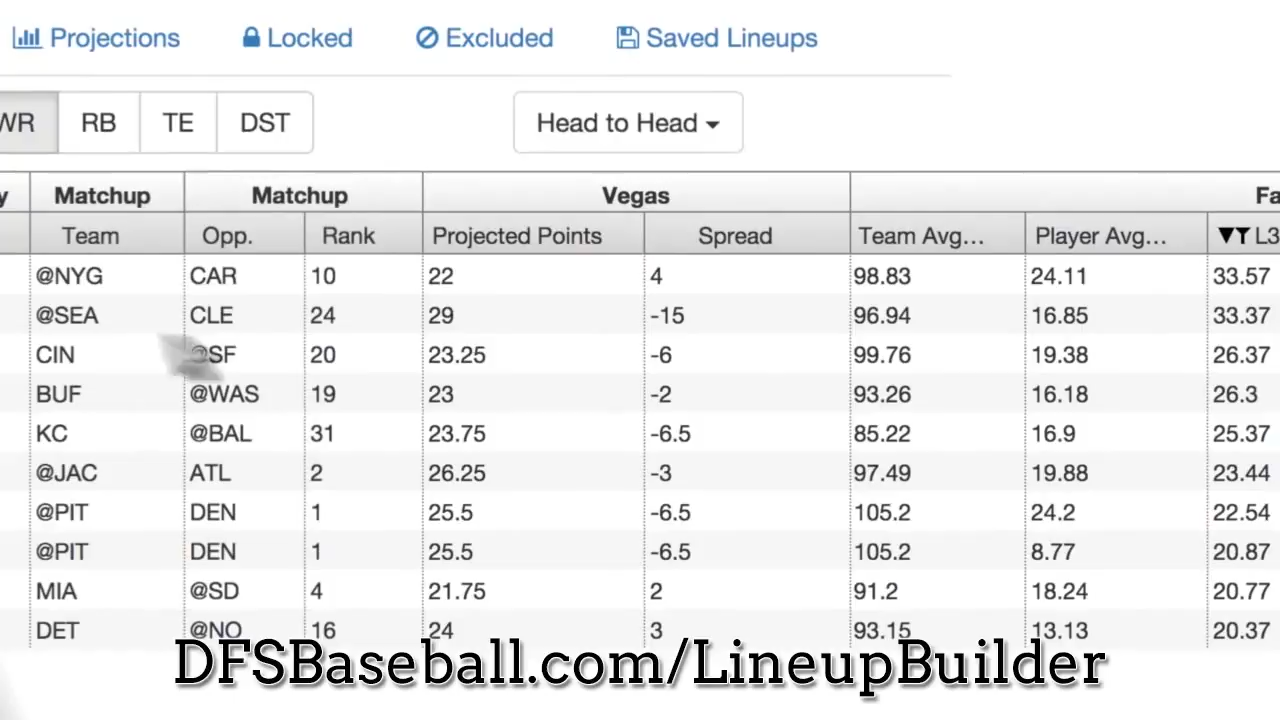 Projections Locked Excluded Saved Lineups
WR RB TE DST Head to Head
y Matchup Matchup Vegas Fa
Team Opp. Rank Projected Points Spread Team Avg... Player Avg... L3
@NYG CAR 10 22 4 98.83 24.11 33.57
@SEA CLE 24 29 -15 96.94 16.85 33.37
CIN @SF 20 23.25 -6 99.76 19.38 26.37
BUF @WAS 19 23 -2 93.26 16.18 26.3
KC @BAL 31 23.75 -6.5 85.22 16.9 25.37
@JAC ATL 2 26.25 -3 97.49 19.88 23.44
@PIT DEN 1 25.5 -6.5 105.2 24.2 22.54
@PIT DEN 1 25.5 -6.5 105.2 8.77 20.87
MIA @SD 4 21.75 2 91.2 18.24 20.77
DET @NO 16 24 3 93.15 13.13 20.37
DFSBaseball.com/LineupBuilder